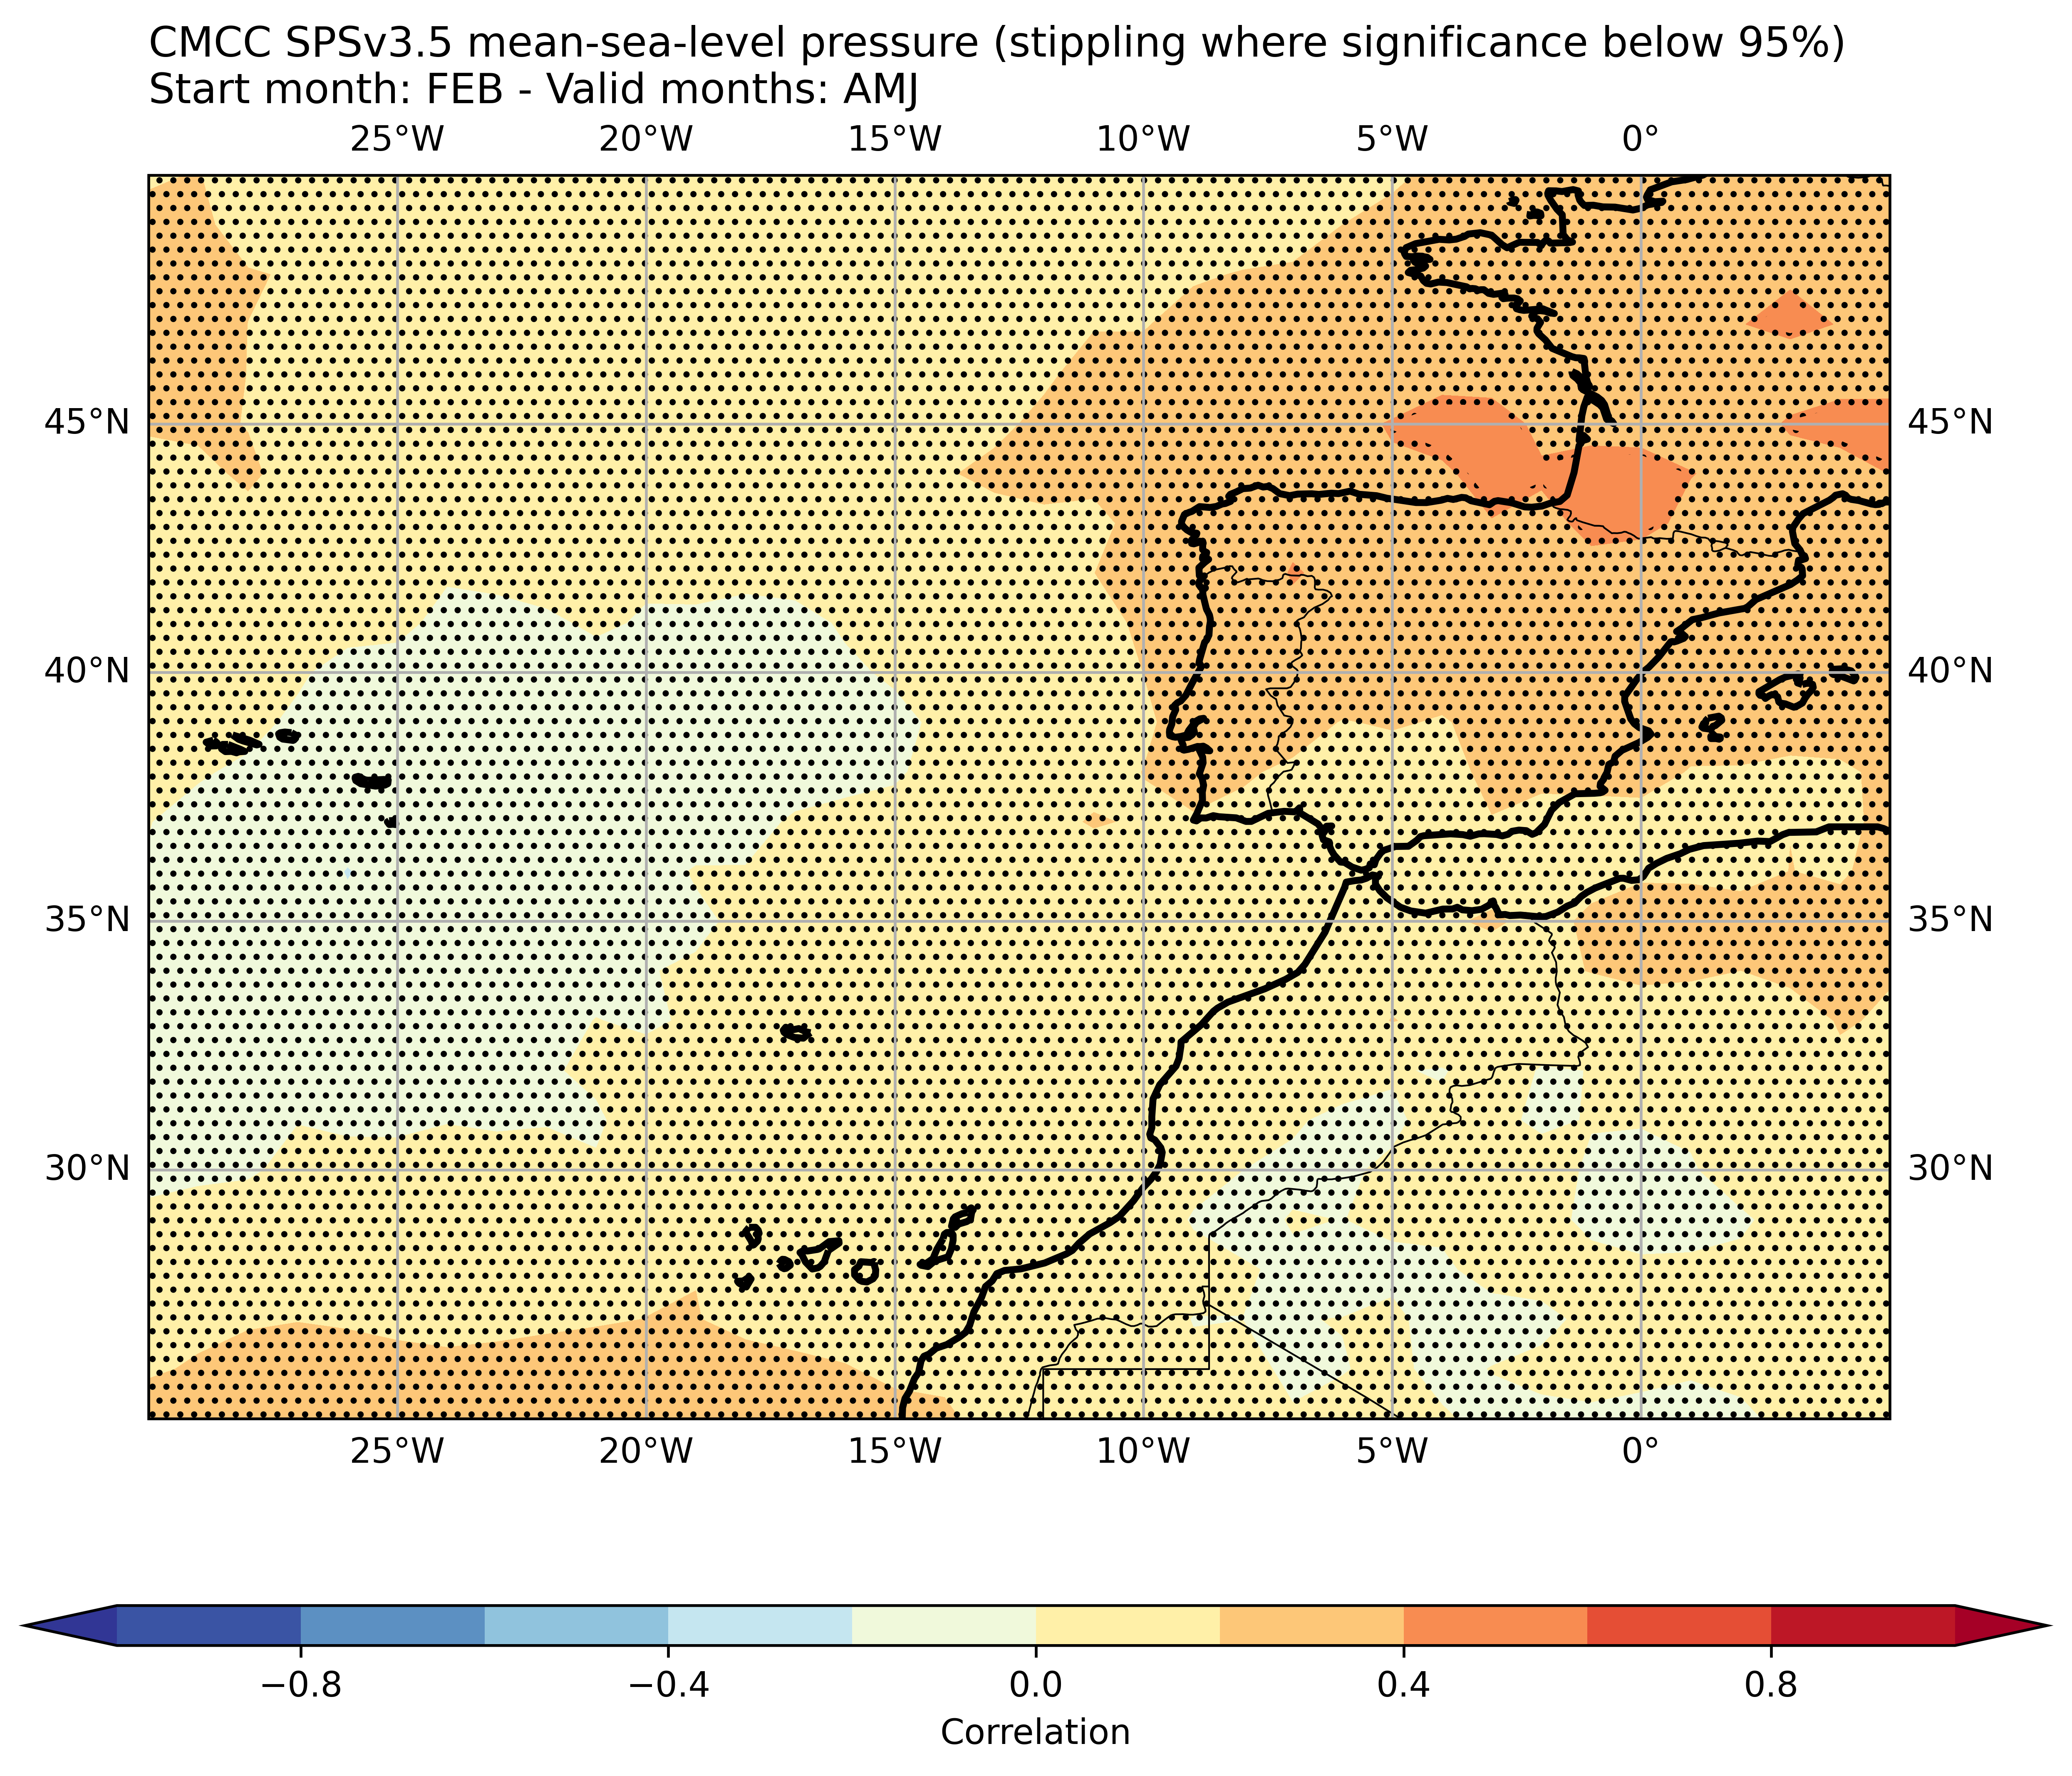 CMCC SPSv3.5 mean-sea-level pressure (stippling where significance below 95%)
Start month: FEB - Valid months: AMJ
25°W 20°W 15°W 10°W 5°W 0°
45°N 45°N
40°N 40°N
35°N 35°N
30°N 30°N
25°W 20°W 15°W 10°W 5°W 0°
−0.8 −0.4 0.0 0.4 0.8
Correlation